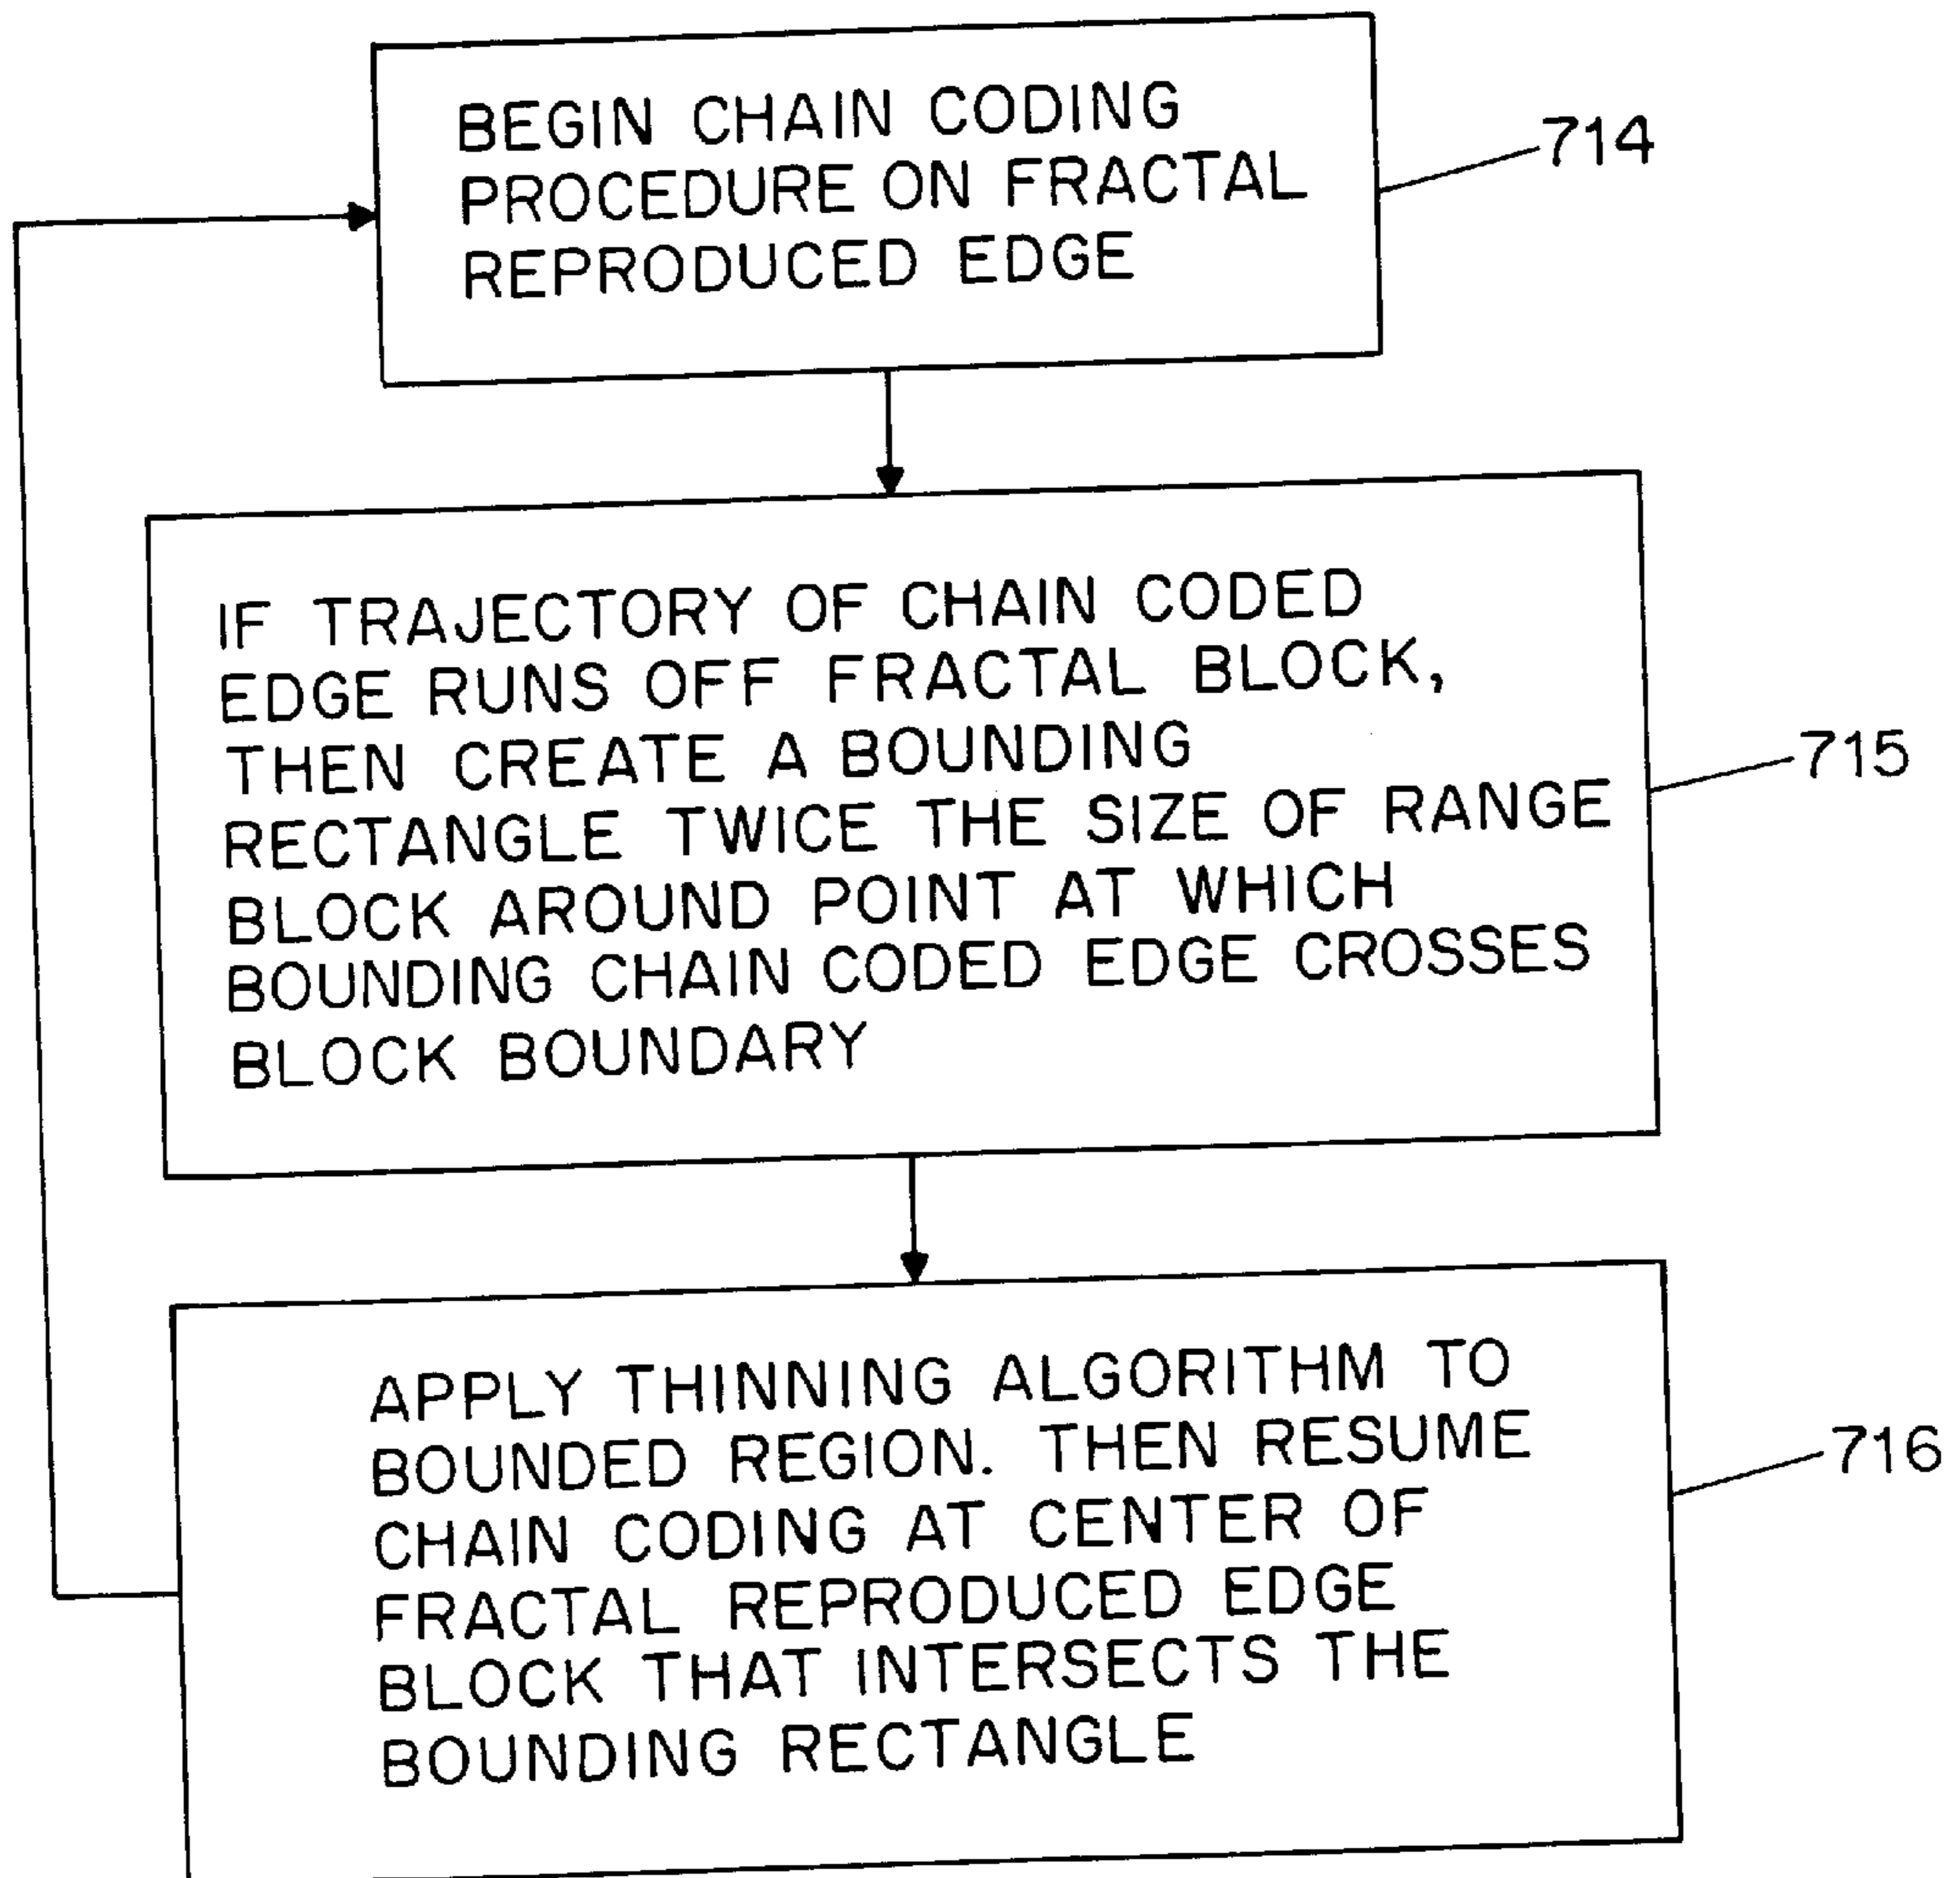 BEGIN CHAIN CODING
PROCEDURE ON FRACTAL
REPRODUCED EDGE
714
IF TRAJECTORY OF CHAIN CODED
EDGE RUNS OFF FRACTAL BLOCK,
THEN CREATE A BOUNDING
RECTANGLE TWICE THE SIZE OF RANGE
BLOCK AROUND POINT AT WHICH
BOUNDING CHAIN CODED EDGE CROSSES
BLOCK BOUNDARY
715
APPLY THINNING ALGORITHM TO
BOUNDED REGION. THEN RESUME
CHAIN CODING AT CENTER OF
FRACTAL REPRODUCED EDGE
BLOCK THAT INTERSECTS THE
BOUNDING RECTANGLE
716